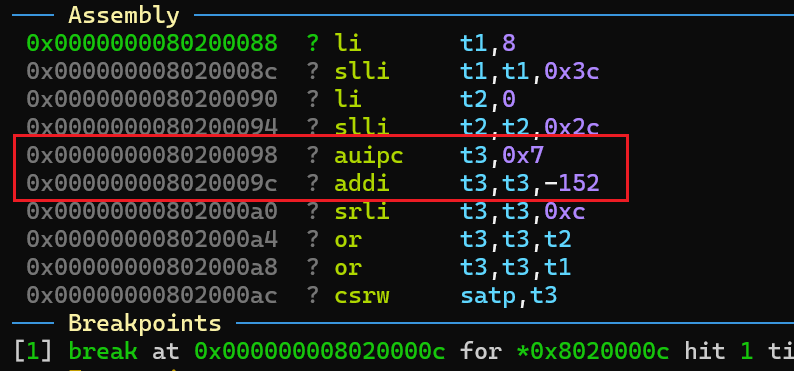 Assembly
0x0000000080200088 ? li t1,8
0x000000008020008c ? slli t1,t1,0x3c
0x0000000080200090 ? li t2,0
0x0000000080200094 ? slli t2,t2,0x2c
0x0000000080200098 ? auipc t3,0x7
0x000000008020009c ? addi t3,t3,-152
0x00000000802000a0 ? srli t3,t3,0xc
0x00000000802000a4 ? or t3,t3,t2
0x00000000802000a8 ? or t3,t3,t1
0x00000000802000ac ? csrw satp,t3
Breakpoints
[1] break at 0x000000008020000c for *0x8020000c hit 1 ti